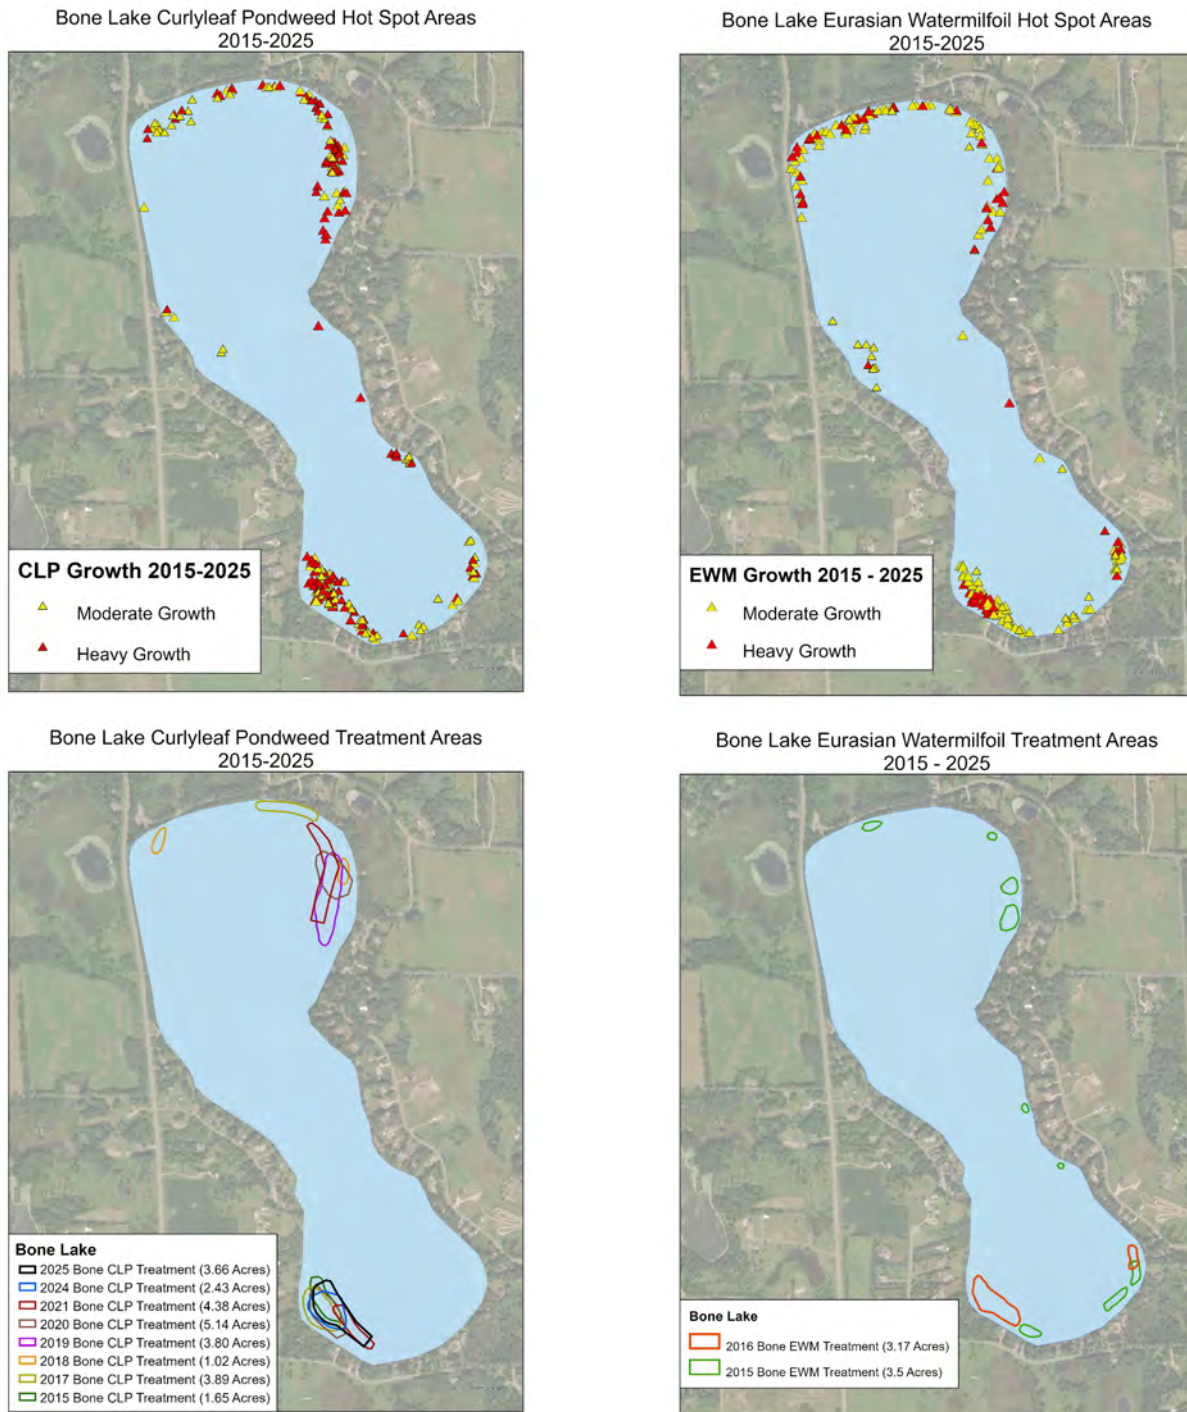 Bone Lake Curlyleaf Pondweed Hot Spot Areas
2015-2025
Bone Lake Eurasian Watermilfoil Hot Spot Areas
2015-2025
CLP Growth 2015-2025
Moderate Growth
Heavy Growth
EWM Growth 2015 - 2025
Moderate Growth
Heavy Growth
Bone Lake Curlyleaf Pondweed Treatment Areas
2015-2025
Bone Lake Eurasian Watermilfoil Treatment Areas
2015 - 2025
Bone Lake
2025 Bone CLP Treatment (3.66 Acres)
2024 Bone CLP Treatment (2.43 Acres)
2021 Bone CLP Treatment (4.38 Acres)
2020 Bone CLP Treatment (5.14 Acres)
2019 Bone CLP Treatment (3.80 Acres)
2018 Bone CLP Treatment (1.02 Acres)
2017 Bone CLP Treatment (3.89 Acres)
2015 Bone CLP Treatment (1.65 Acres)
Bone Lake
2016 Bone EWM Treatment (3.17 Acres)
2015 Bone EWM Treatment (3.5 Acres)